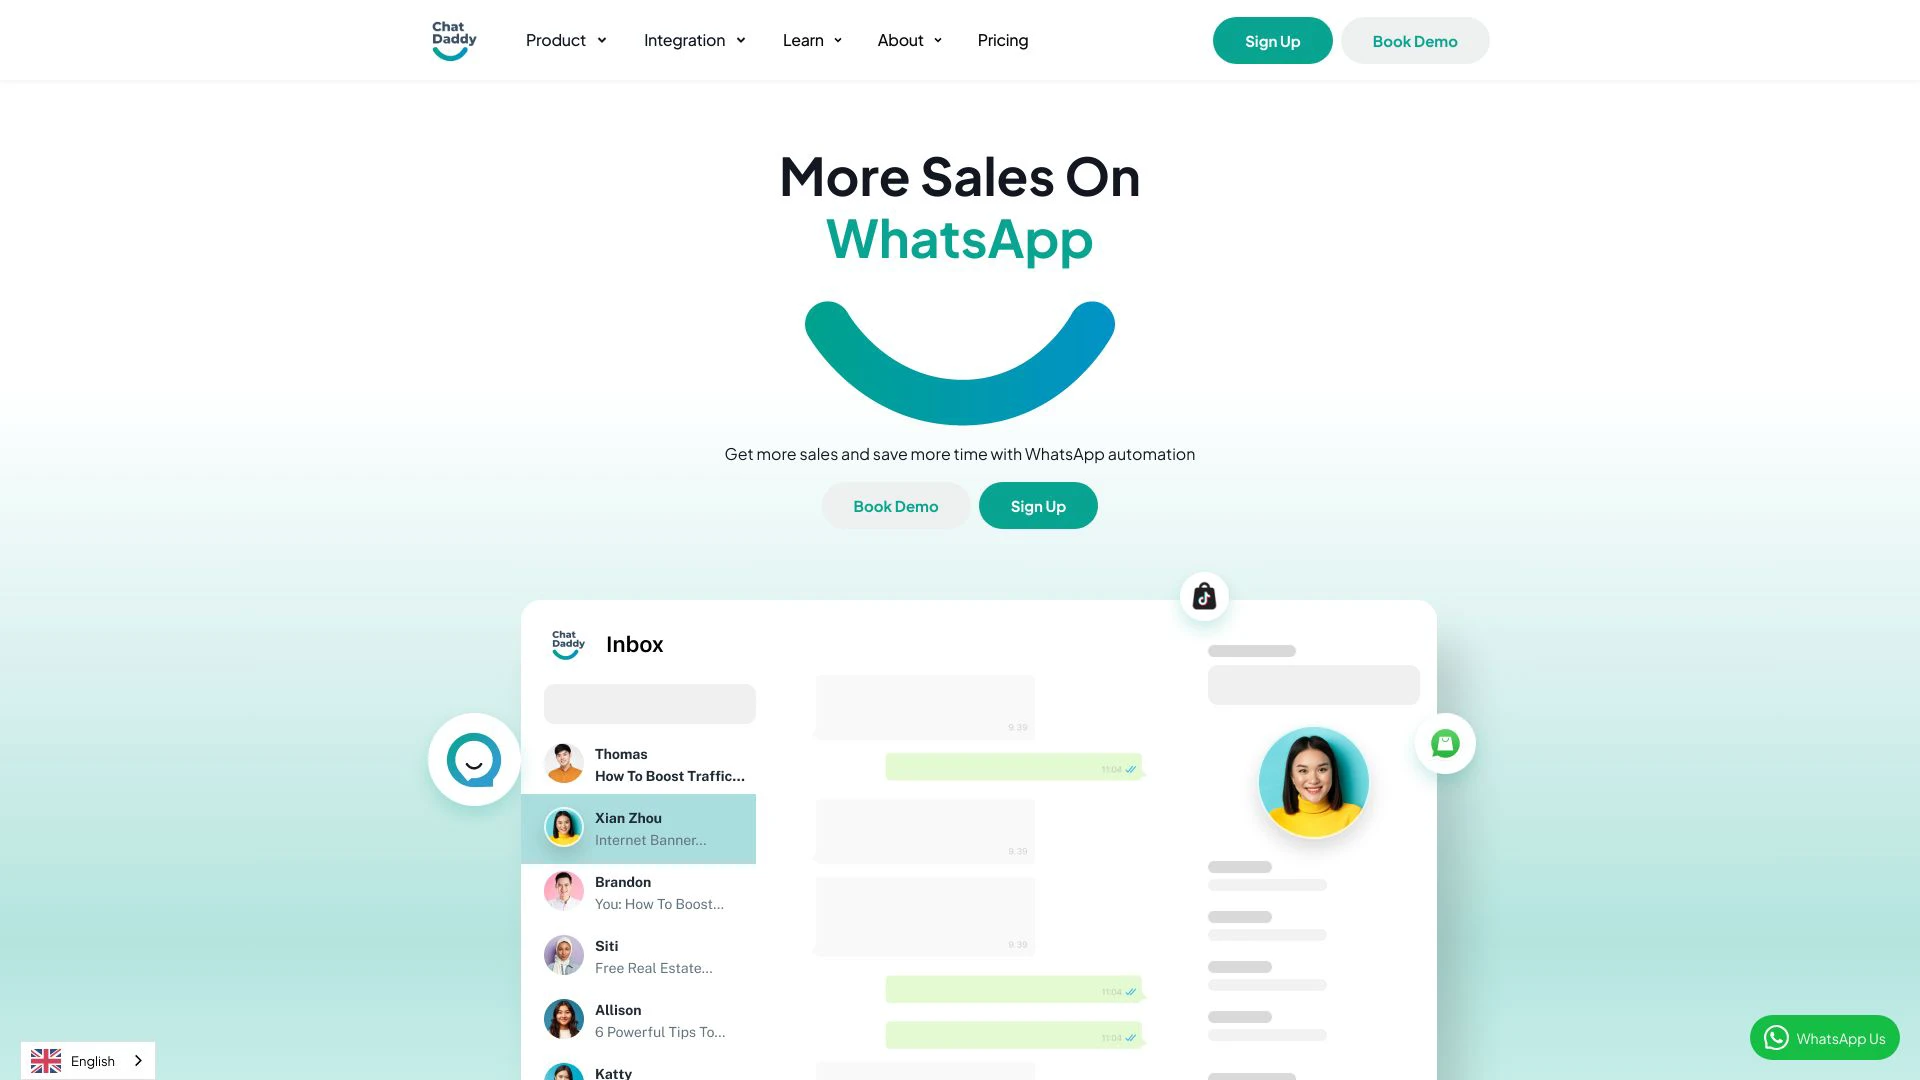 Chat
Daddy
Product
Integration
Learn
About
Pricing
Sign Up
Book Demo
More Sales On
WhatsApp
Get more sales and save more time with WhatsApp automation
Book Demo
Sign Up
Chat
Daddy
Inbox
Thomas
How To Boost Traffic...
Xian Zhou
Internet Banner...
Brandon
You: How To Boost...
Siti
Free Real Estate...
Allison
6 Powerful Tips To...
Katty
9.39
11:04
9.39
9.39
11:04
11:04
English
WhatsApp Us